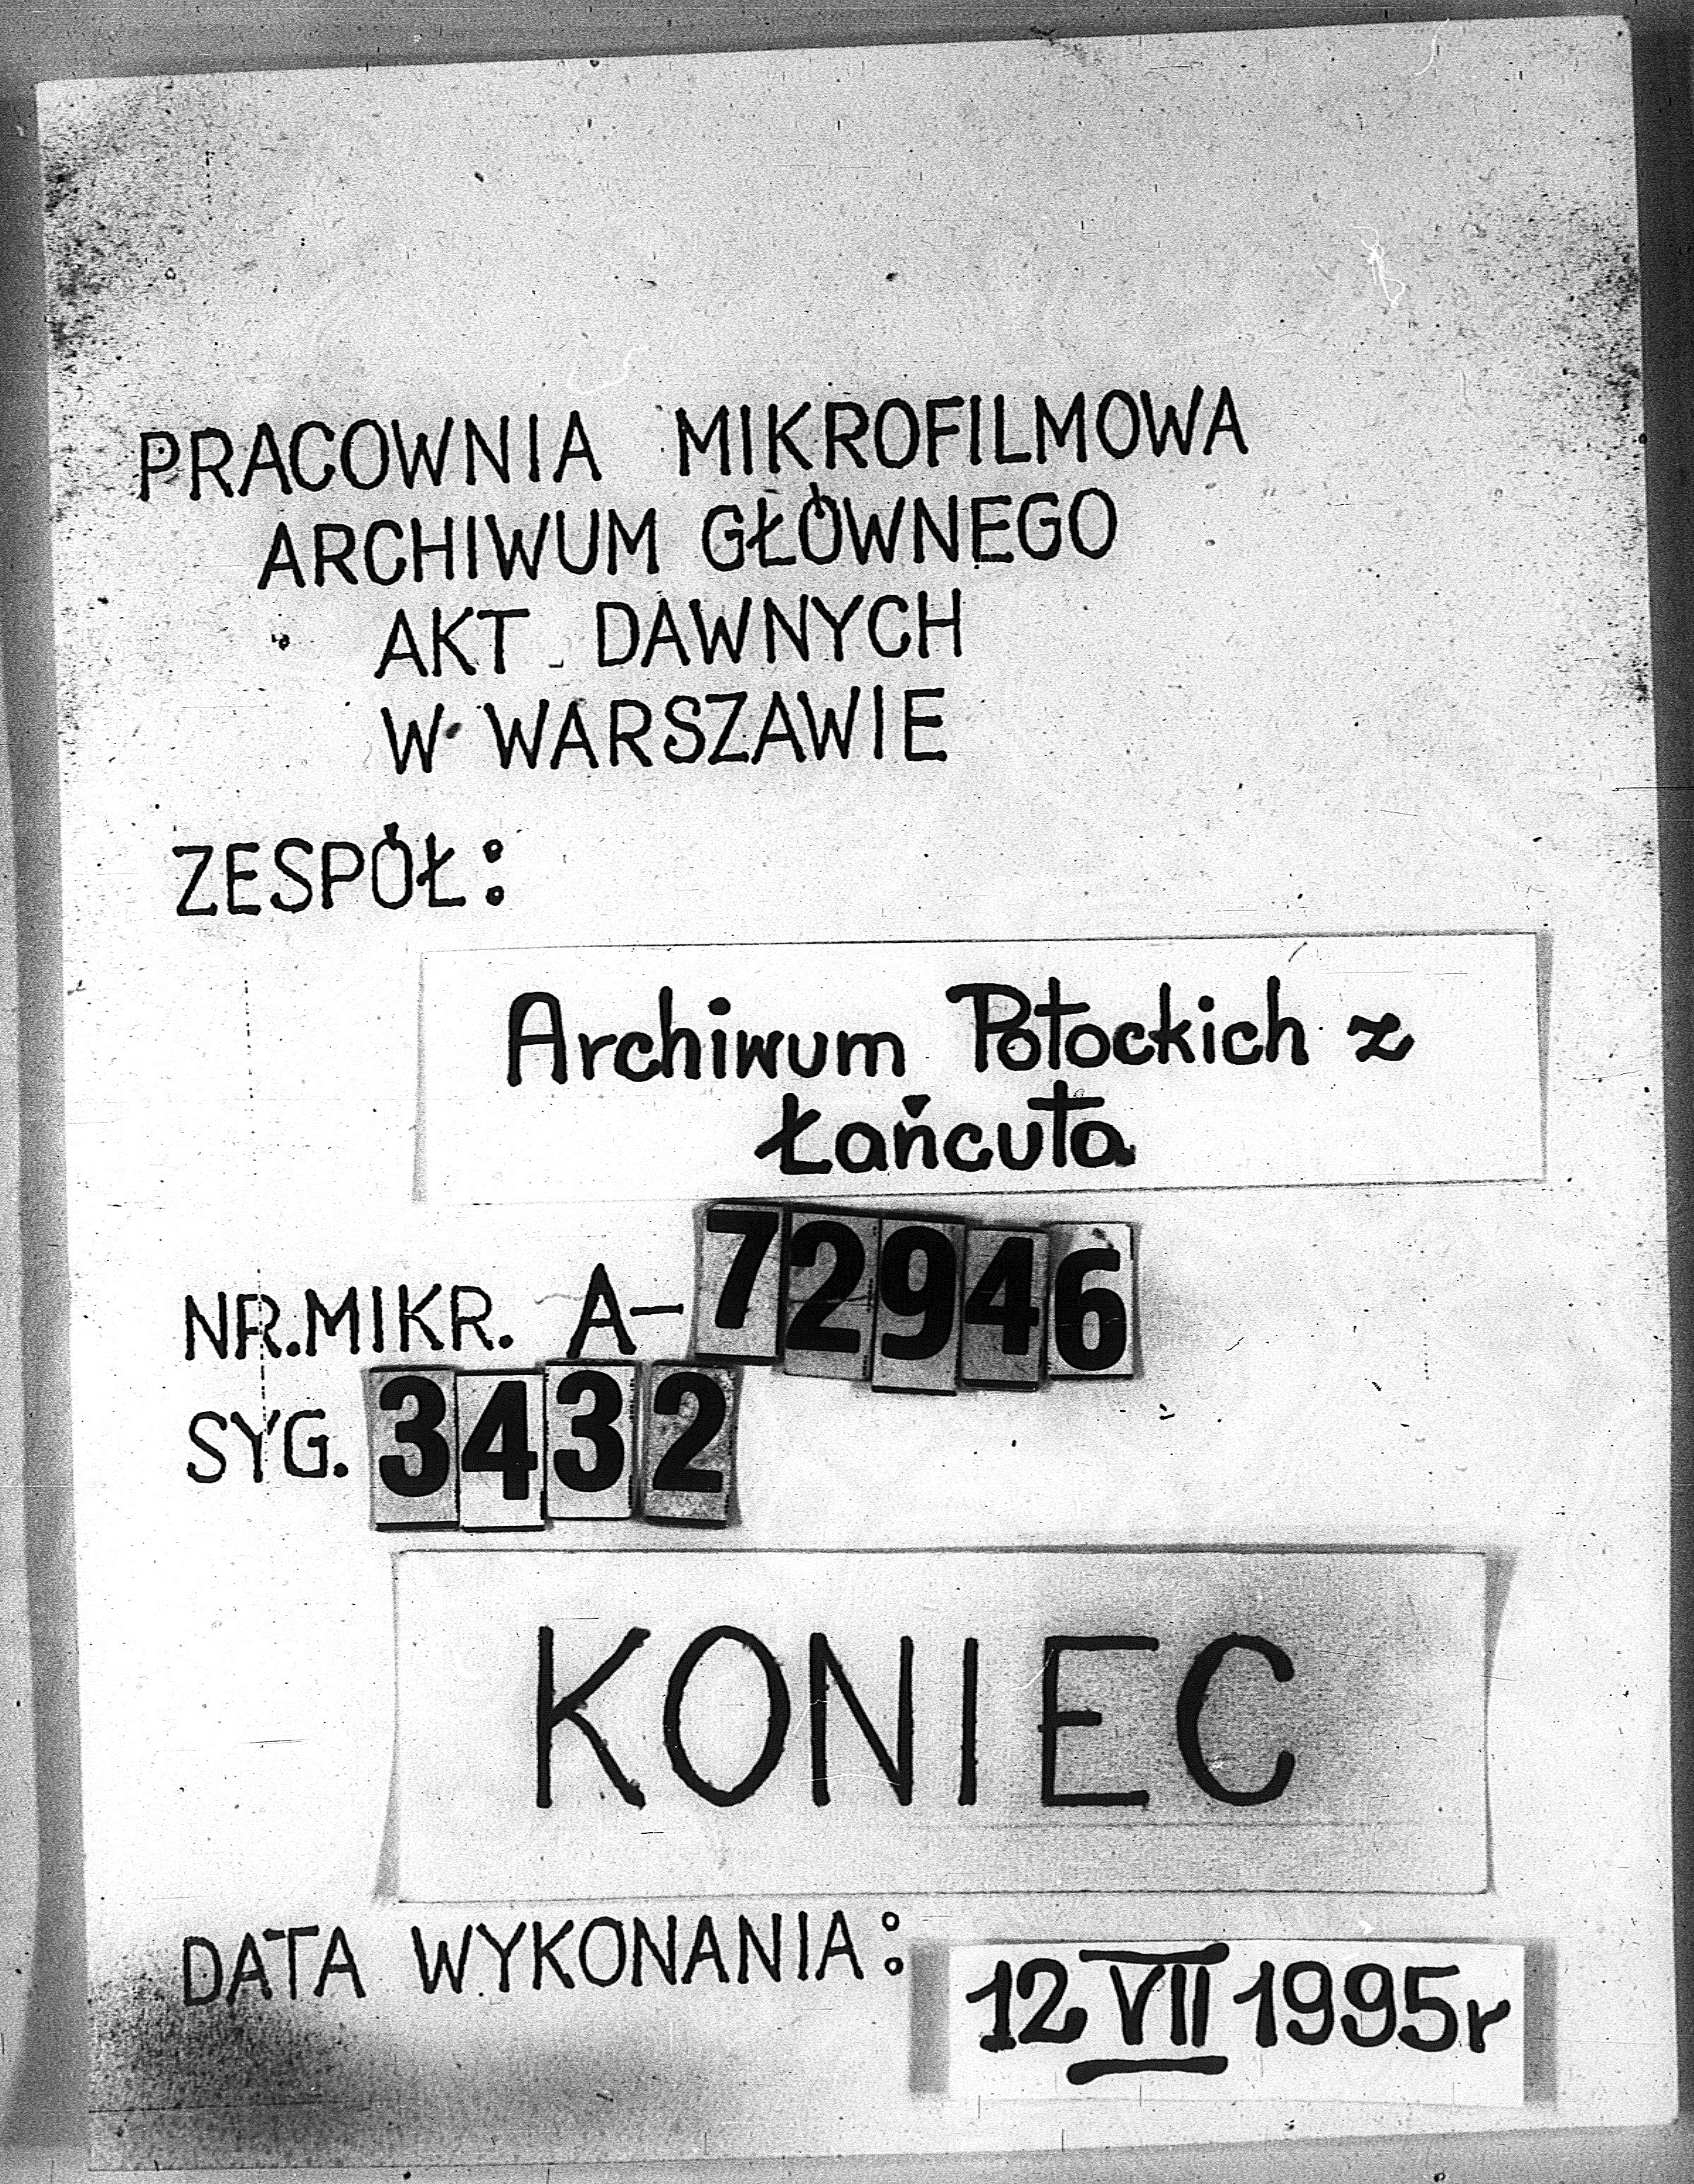 PRACOWNIA MIKROFILMOWA
ARCHIWUM GŁÓWNEGO
AKT DAWNYCH
W WARSZAWIE
ZESPÓŁ:
Archiwum Potockich z
Łańcuta
NR.MIKR. A-72946
SYG. 3432
KONIEC
DATA WYKONANIA: 12 VII 1995r